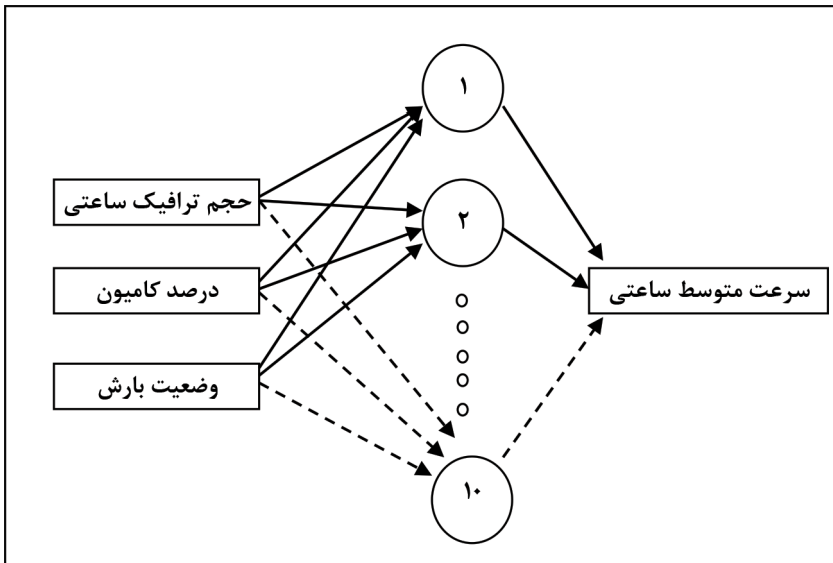 ۱
حجم ترافیک ساعتی
۲
درصد کامیون
سرعت متوسط ساعتی
وضعیت بارش
۱۰